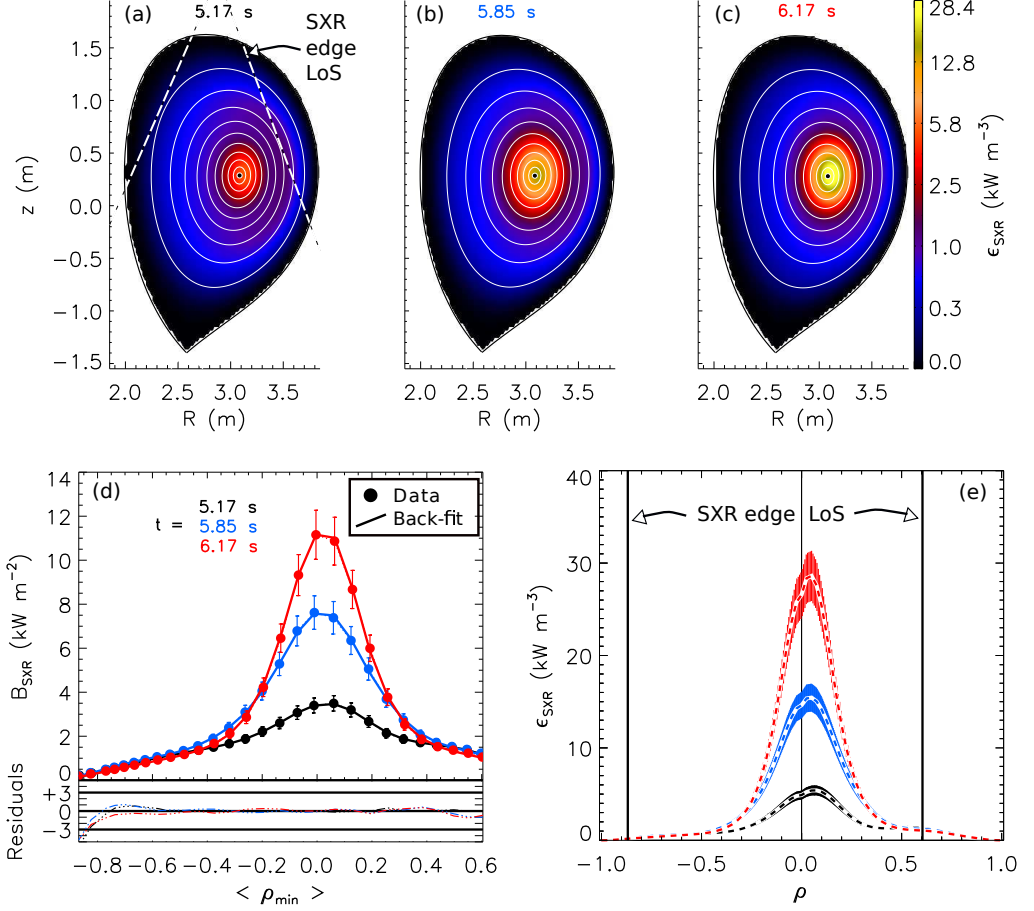 (a)
5.17 s
SXR
edge
LoS
(b)
5.85 s
(c)
6.17 s
1.5
1.0
0.5
0.0
−0.5
−1.0
−1.5
z (m)
2.0 2.5 3.0 3.5
R (m)
2.0 2.5 3.0 3.5
R (m)
2.0 2.5 3.0 3.5
R (m)
28.4
12.8
5.8
2.5
1.0
0.3
0.0
ϵSXR (kW m−3)
(d)
5.17 s
t = 5.85 s
6.17 s
Data
Back-fit
14
12
10
8
6
4
2
0
BSXR (kW m−2)
+3
0
−3
Residuals
−0.8 −0.6 −0.4 −0.2 0.0 0.2 0.4 0.6
< ρmin >
(e)
SXR edge LoS
40
30
20
10
0
ϵSXR (kW m−3)
−1.0 −0.5 0.0 0.5 1.0
ρ